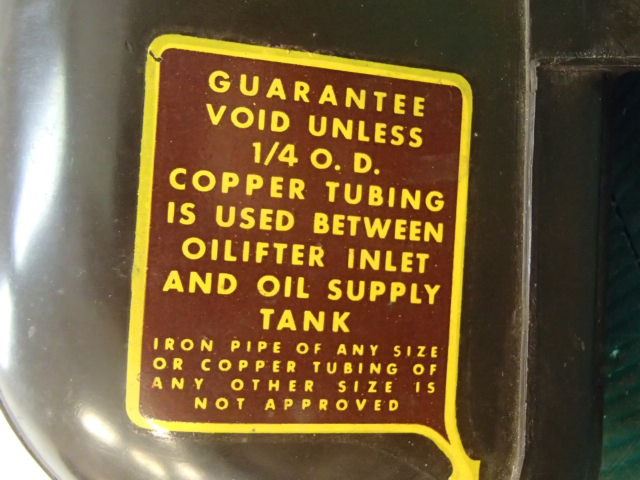 GUARANTEE
VOID UNLESS
1/4 O. D.
COPPER TUBING
IS USED BETWEEN
OILIFTER INLET
AND OIL SUPPLY
TANK
IRON PIPE OF ANY SIZE
OR COPPER TUBING OF
ANY OTHER SIZE IS
NOT APPROVED